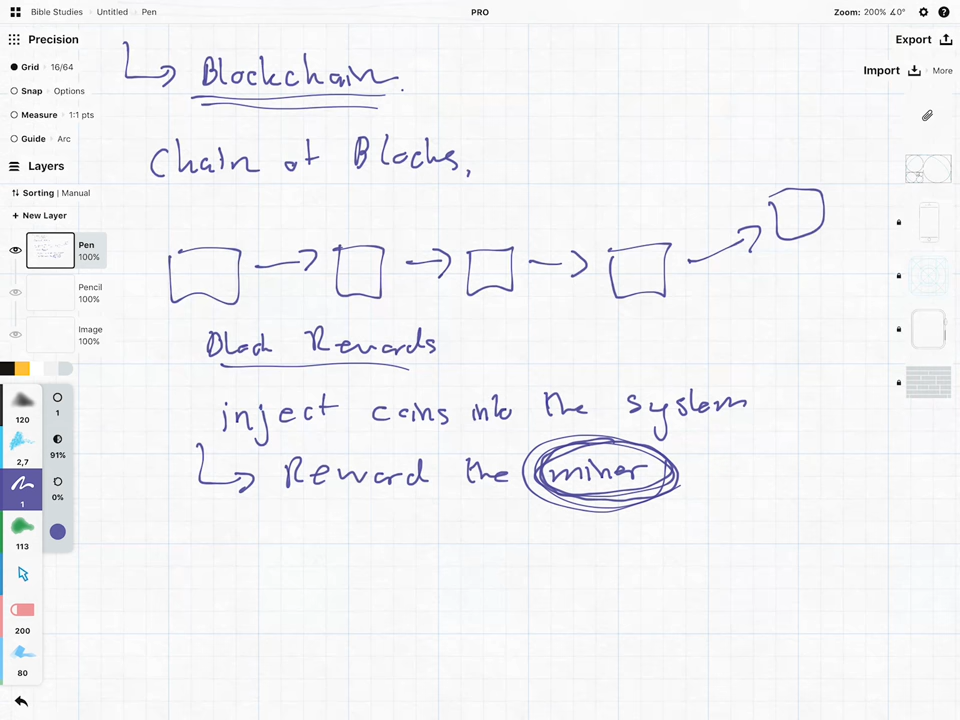 Bible Studies › Untitled › Pen
PRO
Zoom: 200% ∡0°
Precision
Export
Grid › 16/64
Import
More
Snap › Options
Measure › 1:1 pts
Guide › Arc
Layers
Sorting | Manual
+ New Layer
Pen
100%
Pencil
100%
Image
100%
120
1
2,7
91%
1
0%
113
200
80
Blockchain.
Chain of Blocks,
Block Rewards
inject coins into the system
Reward the miner